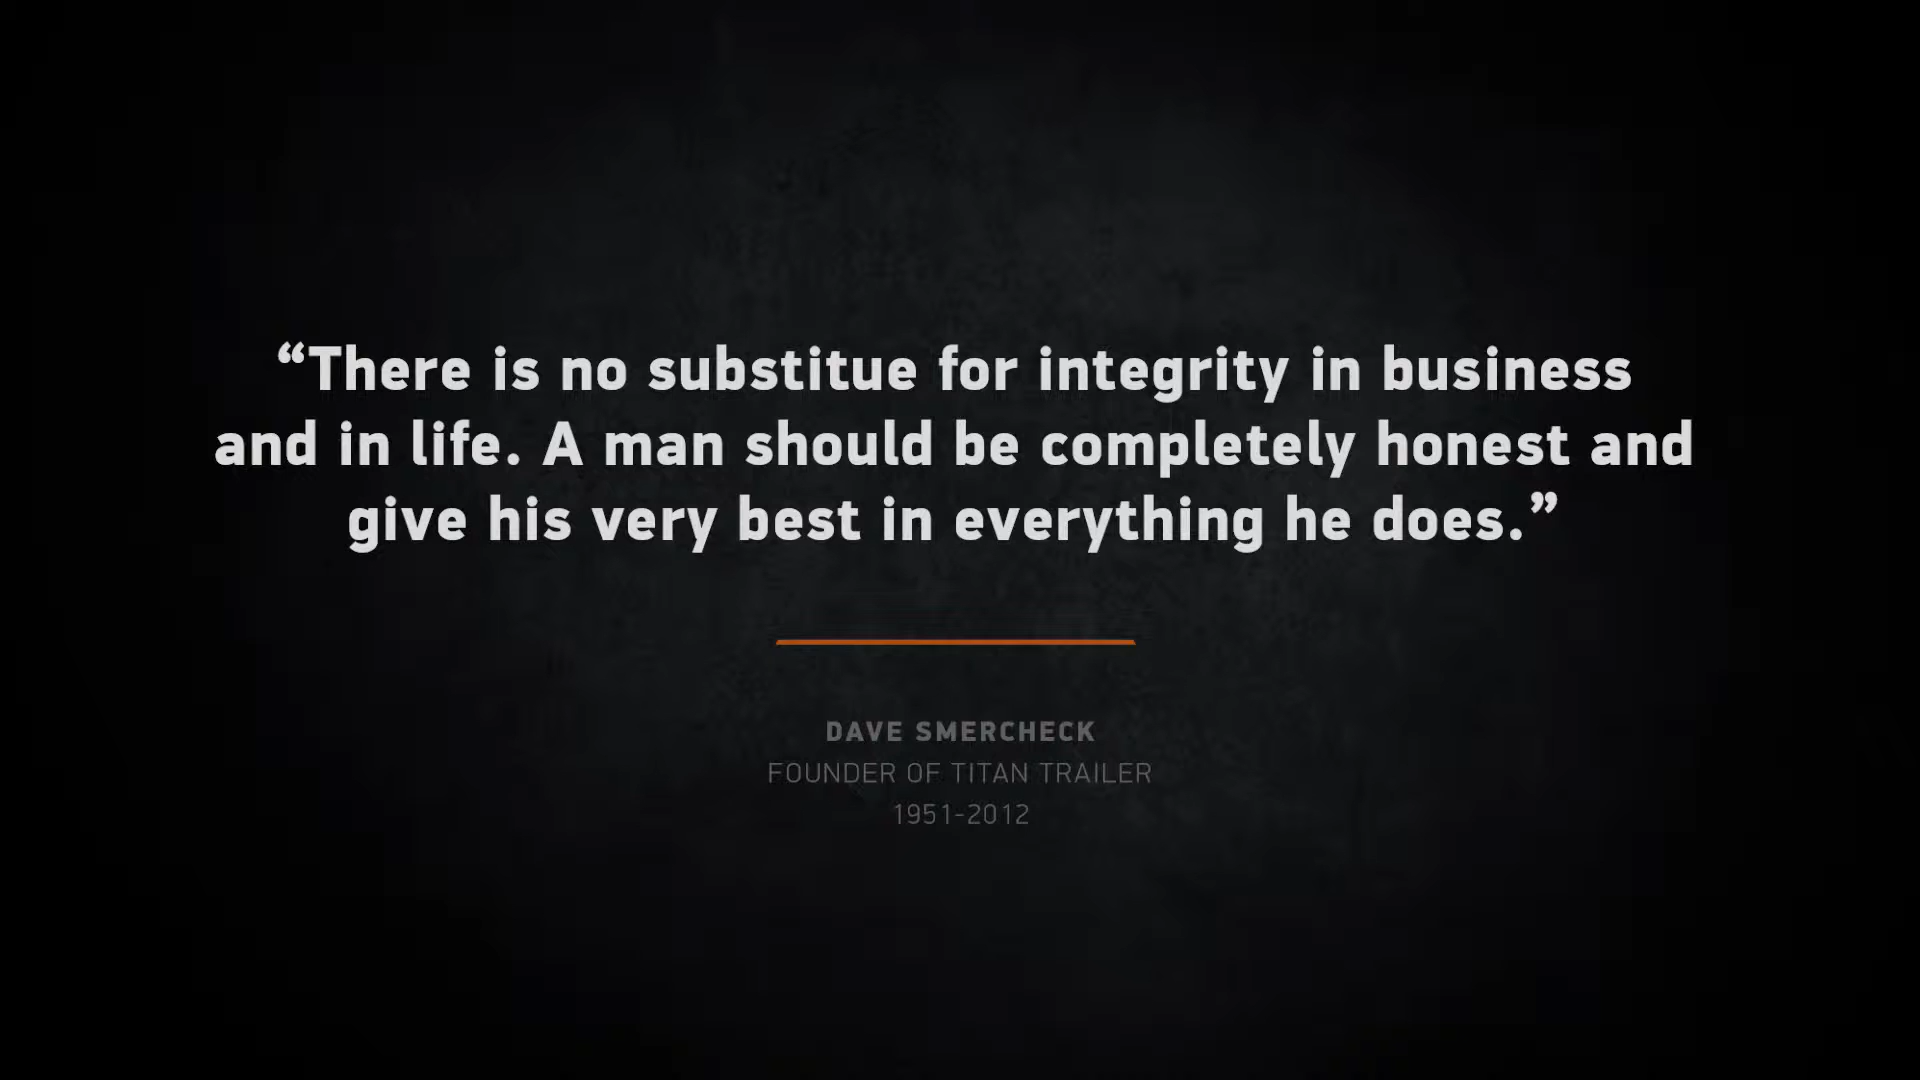 “There is no substitue for integrity in business
and in life. A man should be completely honest and
give his very best in everything he does.”
DAVE SMERCHECK
FOUNDER OF TITAN TRAILER
1951-2012